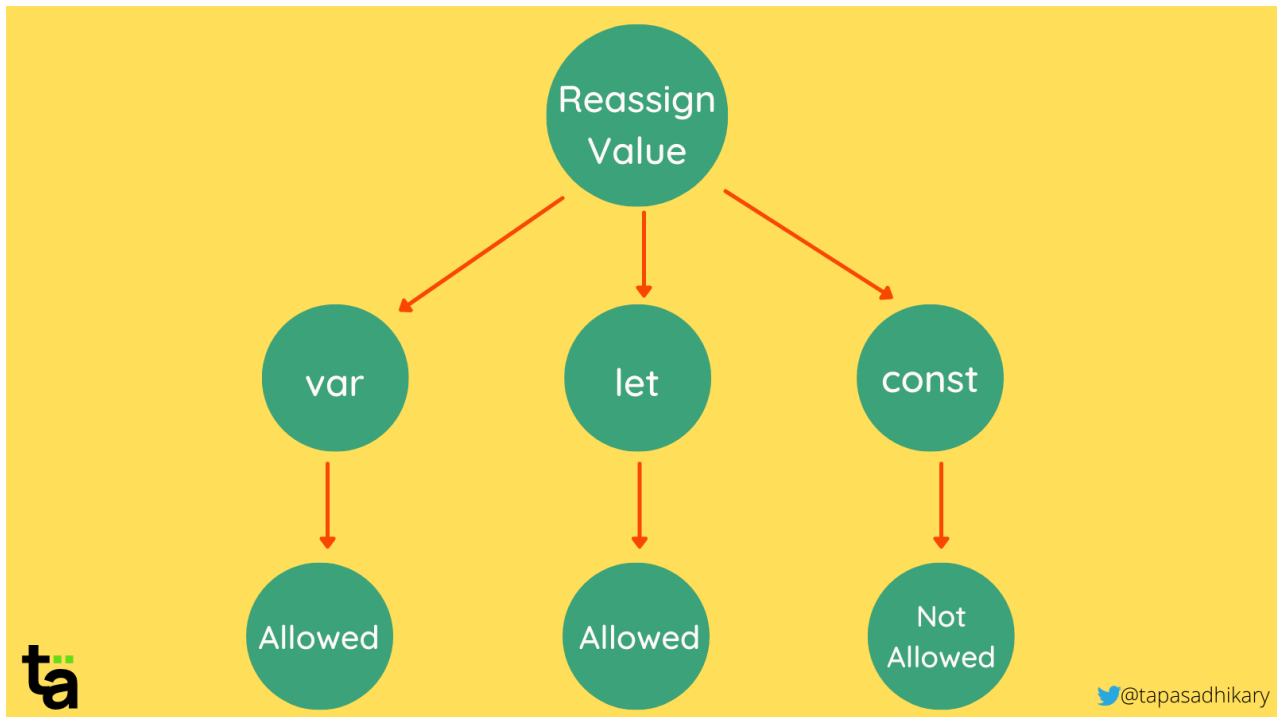 Reassign
Value
var
let
const
Allowed
Allowed
Not
Allowed
tä
@tapasadhikary